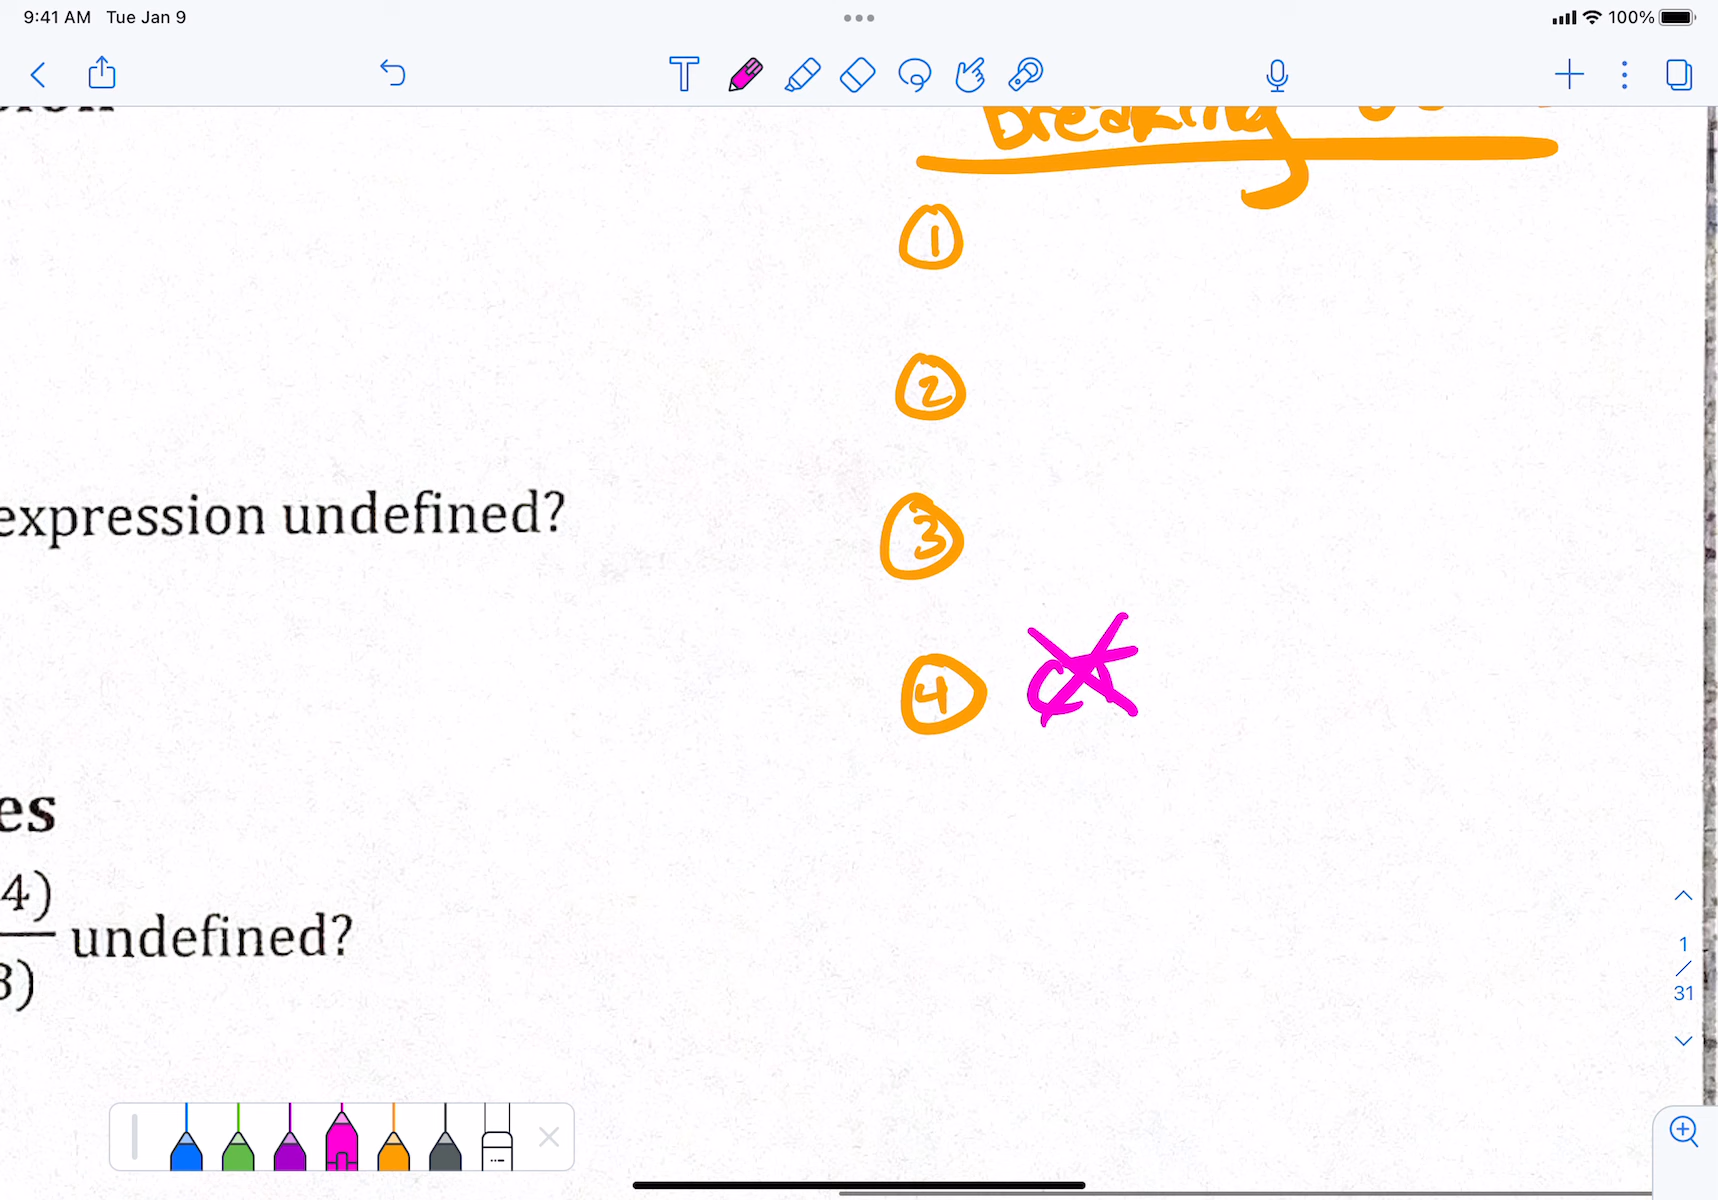 9:41 AM Tue Jan 9
100%
Breaking
1
2
expression undefined?
3
4
es
4)
undefined?
3)
1
/
31